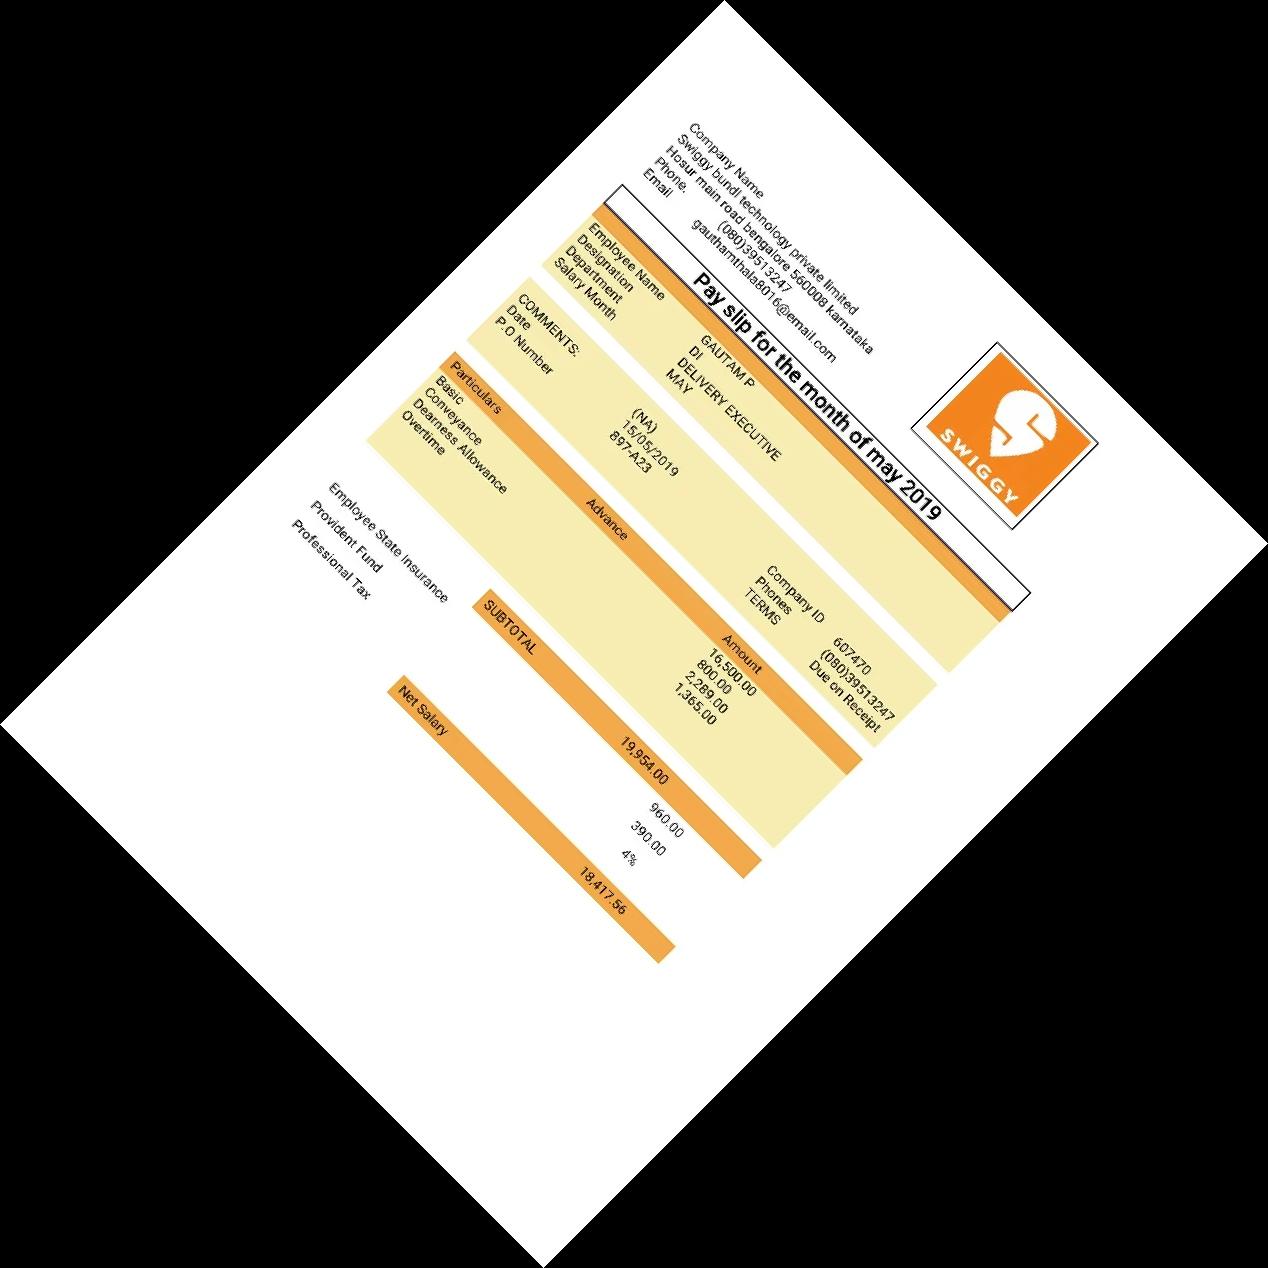 Company Name
Swiggy bundl technology private limited
Hosur main road bengalore 560008 karnataka
Phone. (080)39513247
Email gauthamthala8016@email.com
SWIGGY
Pay slip for the month of may 2019
Employee Name GAUTAM P
Designation DI
Department DELIVERY EXECUTIVE
Salary Month MAY
COMMENTS: (NA) Company ID 607470
Date 15/05/2019 Phones (080)39513247
P.O Number 897-A23 TERMS Due on Receipt
Particulars Advance Amount
Basic 16,500.00
Conveyance 800.00
Dearness Allowance 2,289.00
Overtime 1,365.00
SUBTOTAL 19,954.00
Employee State Insurance 960.00
Provident Fund 390.00
Professional Tax 4%
Net Salary 18,417.56